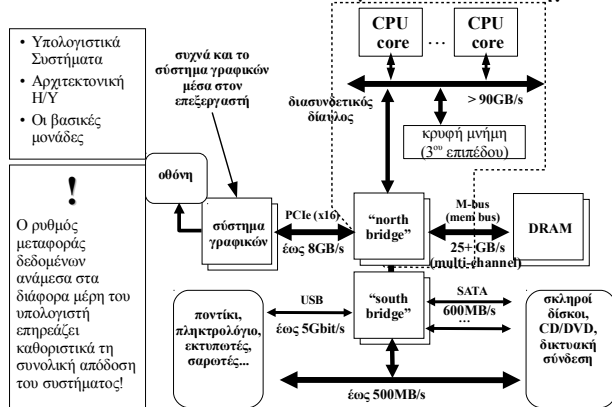 • Υπολογιστικά
Συστήματα
• Αρχιτεκτονική
Η/Υ
• Οι βασικές
μονάδες
!
Ο ρυθμός
μεταφοράς
δεδομένων
ανάμεσα στα
διάφορα μέρη του
υπολογιστή
επηρεάζει
καθοριστικά τη
συνολική απόδοση
του συστήματος!
συχνά και το
σύστημα γραφικών
μέσα στον
επεξεργαστή
CPU
core
...
CPU
core
διασυνδετικός
δίαυλος
> 90GB/s
κρυφή μνήμη
(3ου επιπέδου)
οθόνη
σύστημα
γραφικών
PCIe (x16)
έως 8GB/s
“north
bridge”
M-bus
(mem bus)
25+ GB/s
(multi-channel)
DRAM
ποντίκι,
πληκτρολόγιο,
εκτυπωτές,
σαρωτές...
USB
έως 5Gbit/s
“south
bridge”
SATA
600MB/s
...
σκληροί
δίσκοι,
CD/DVD,
δικτυακή
σύνδεση
έως 500MB/s